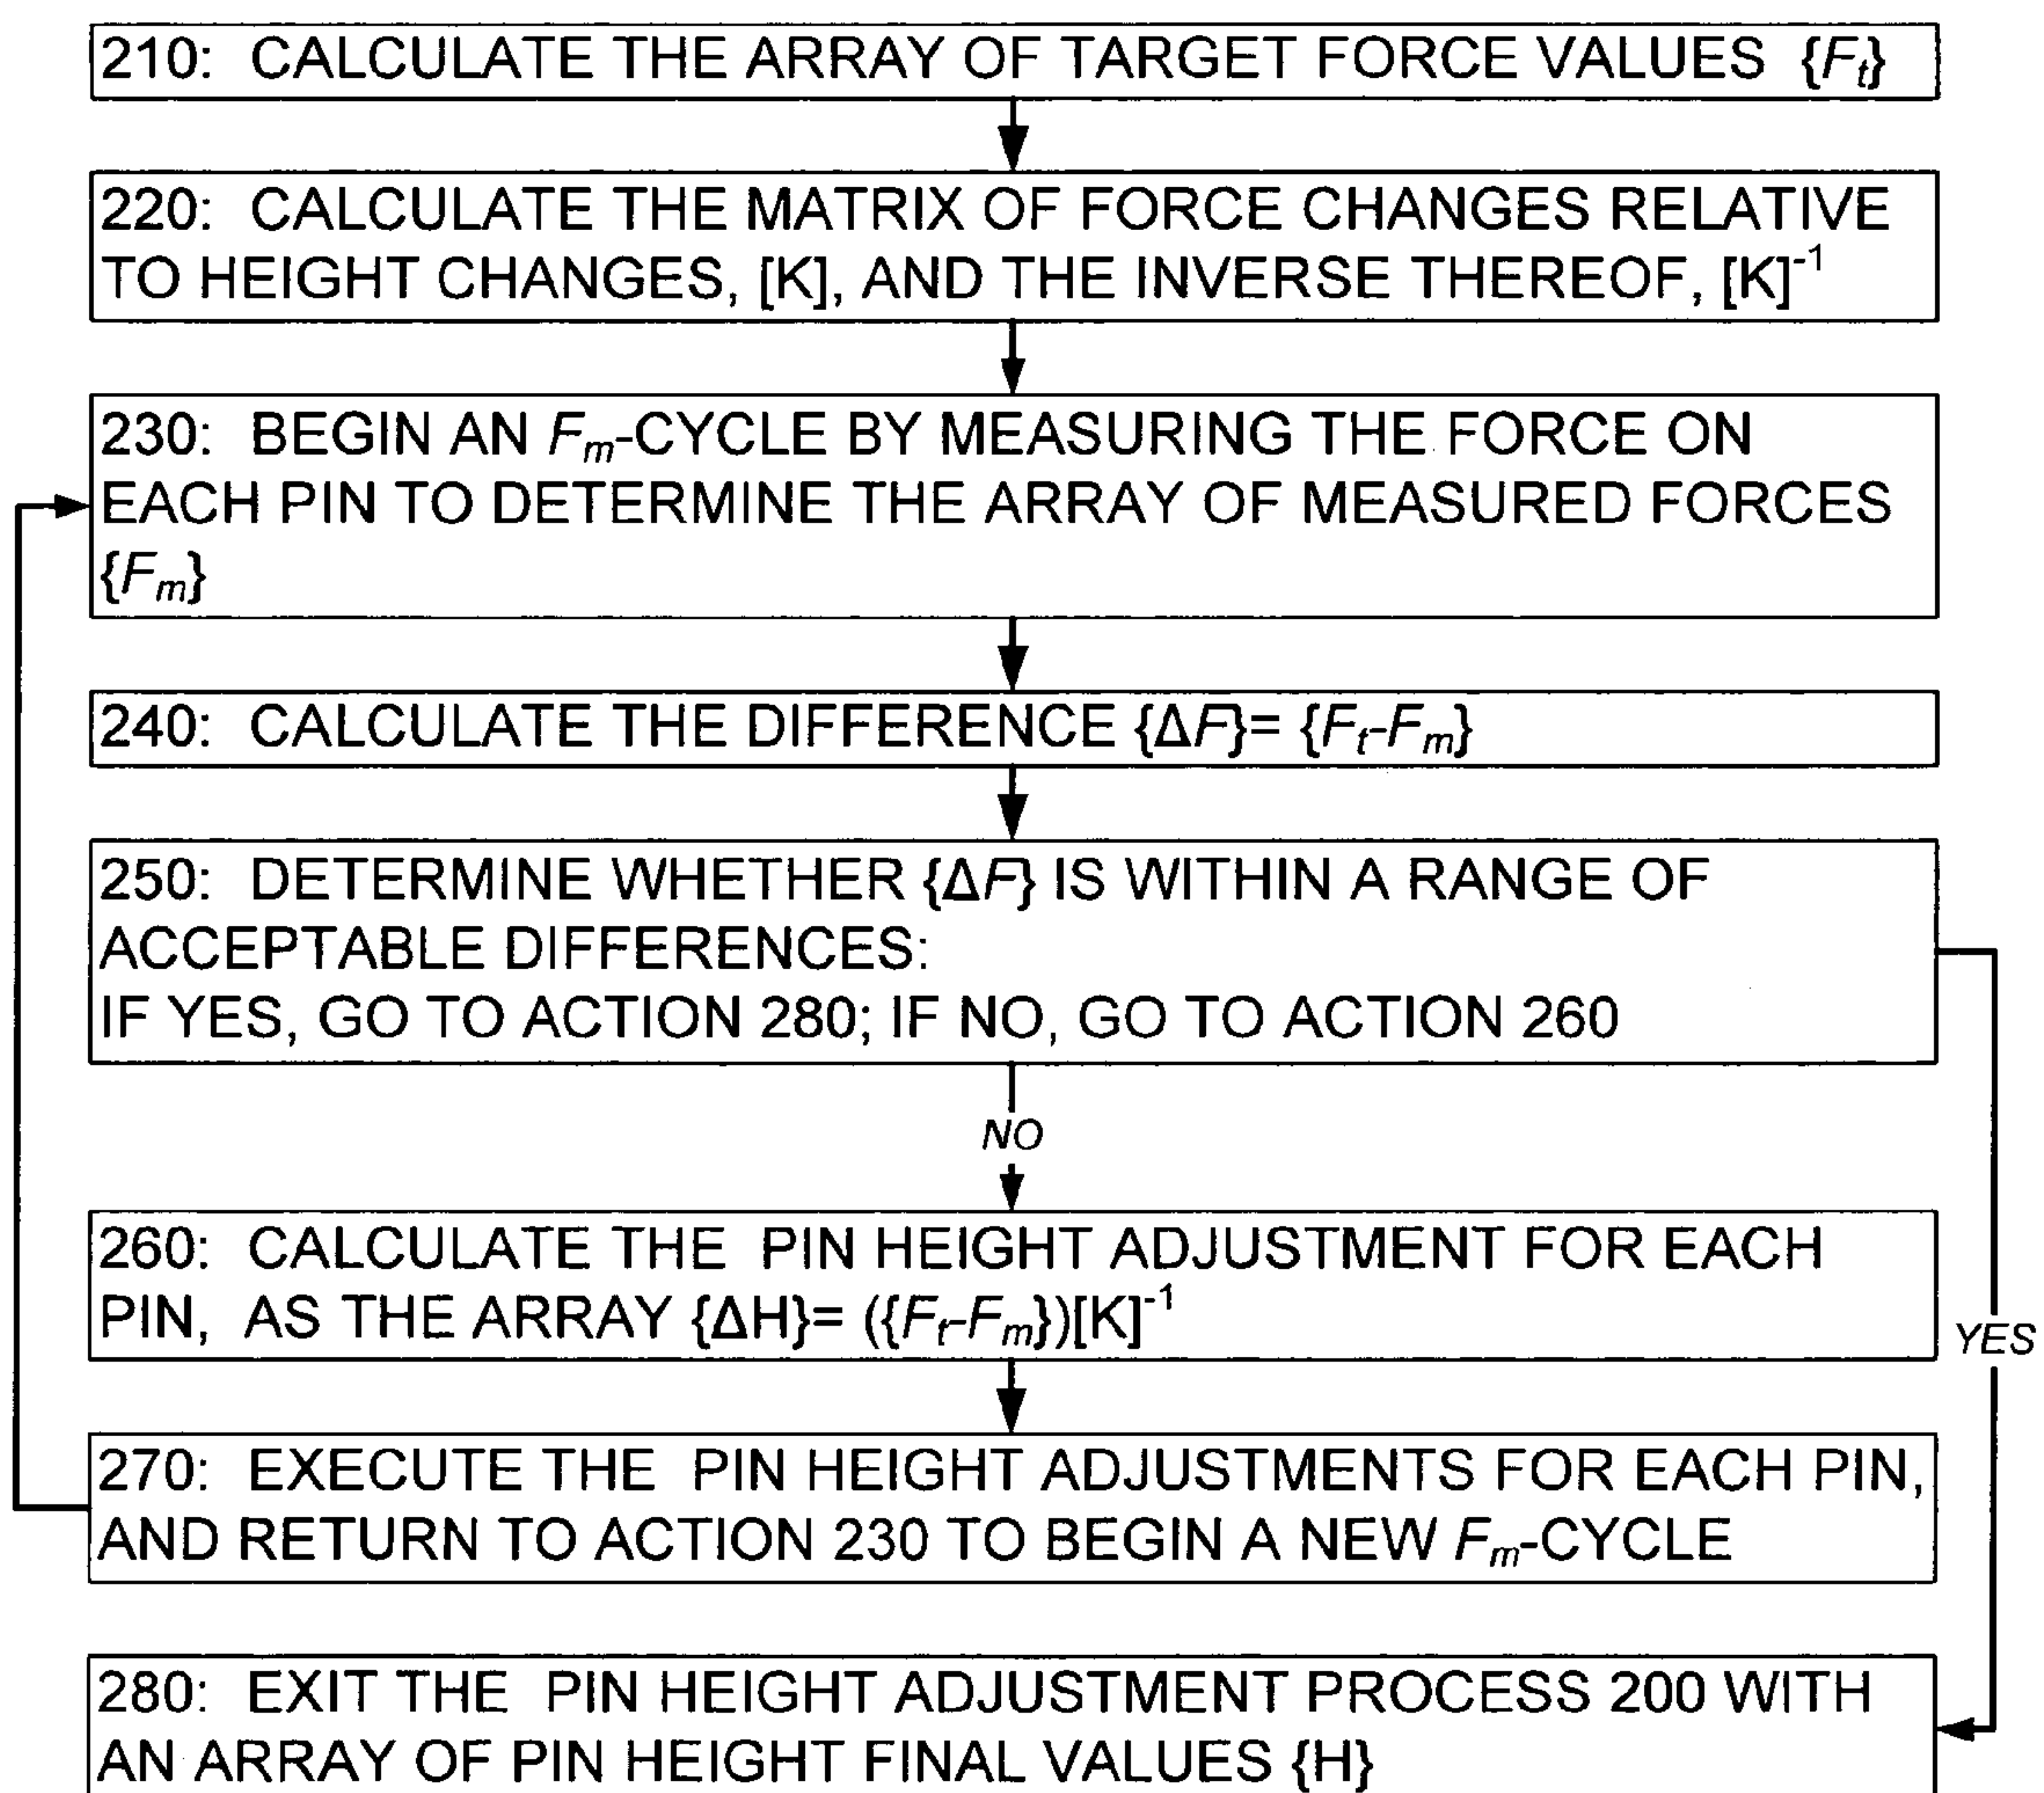 210: CALCULATE THE ARRAY OF TARGET FORCE VALUES {Ft}
220: CALCULATE THE MATRIX OF FORCE CHANGES RELATIVE
TO HEIGHT CHANGES, [K], AND THE INVERSE THEREOF, [K]-1
230: BEGIN AN Fm-CYCLE BY MEASURING THE FORCE ON
EACH PIN TO DETERMINE THE ARRAY OF MEASURED FORCES
{Fm}
240: CALCULATE THE DIFFERENCE {ΔF}= {Ft-Fm}
250: DETERMINE WHETHER {ΔF} IS WITHIN A RANGE OF
ACCEPTABLE DIFFERENCES:
IF YES, GO TO ACTION 280; IF NO, GO TO ACTION 260
NO
260: CALCULATE THE PIN HEIGHT ADJUSTMENT FOR EACH
PIN, AS THE ARRAY {ΔH}= ({Ft-Fm})[K]-1
YES
270: EXECUTE THE PIN HEIGHT ADJUSTMENTS FOR EACH PIN,
AND RETURN TO ACTION 230 TO BEGIN A NEW Fm-CYCLE
280: EXIT THE PIN HEIGHT ADJUSTMENT PROCESS 200 WITH
AN ARRAY OF PIN HEIGHT FINAL VALUES {H}